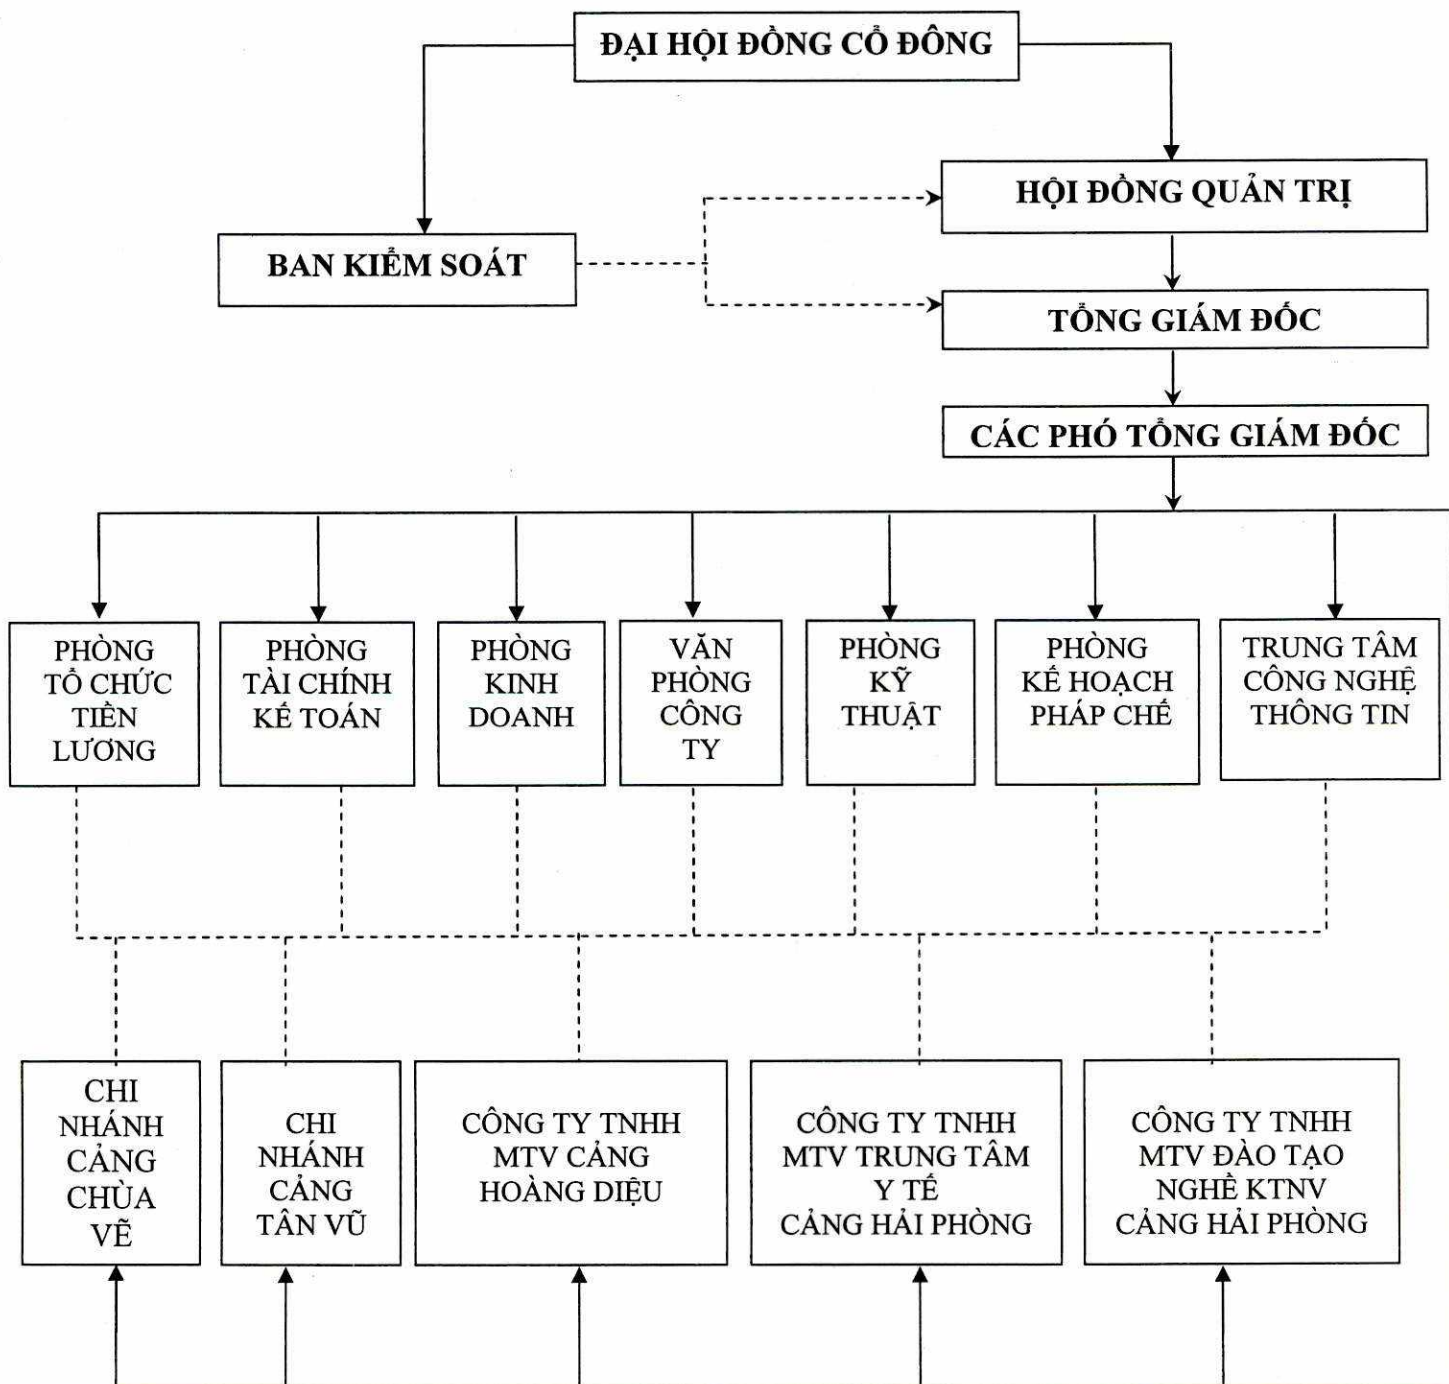 ĐẠI HỘI ĐỒNG CỔ ĐÔNG
HỘI ĐỒNG QUẢN TRỊ
BAN KIỂM SOÁT
TỔNG GIÁM ĐỐC
CÁC PHÓ TỔNG GIÁM ĐỐC
PHÒNG
TỔ CHỨC
TIỀN
LƯƠNG
PHÒNG
TÀI CHÍNH
KẾ TOÁN
PHÒNG
KINH
DOANH
VĂN
PHÒNG
CÔNG
TY
PHÒNG
KỸ
THUẬT
PHÒNG
KẾ HOẠCH
PHÁP CHẾ
TRUNG TÂM
CÔNG NGHỆ
THÔNG TIN
CHI
NHÁNH
CẢNG
CHÙA
VẼ
CHI
NHÁNH
CẢNG
TÂN VŨ
CÔNG TY TNHH
MTV CẢNG
HOÀNG DIỆU
CÔNG TY TNHH
MTV TRUNG TÂM
Y TẾ
CẢNG HẢI PHÒNG
CÔNG TY TNHH
MTV ĐÀO TẠO
NGHỀ KTNV
CẢNG HẢI PHÒNG